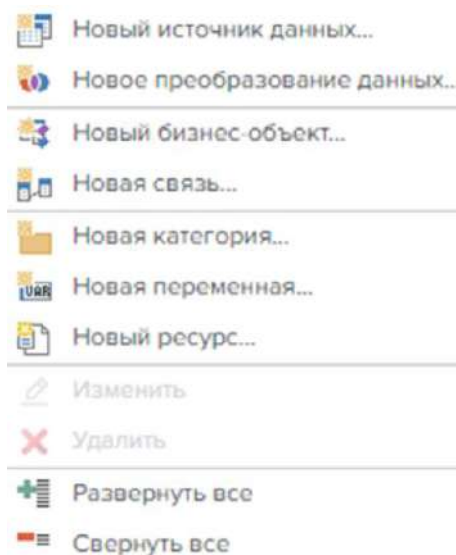 Новый источник данных...
Новое преобразование данных...
Новый бизнес-объект...
Новая связь...
Новая категория...
VAR Новая переменная...
Новый ресурс...
Изменить
Удалить
Развернуть все
Свернуть все